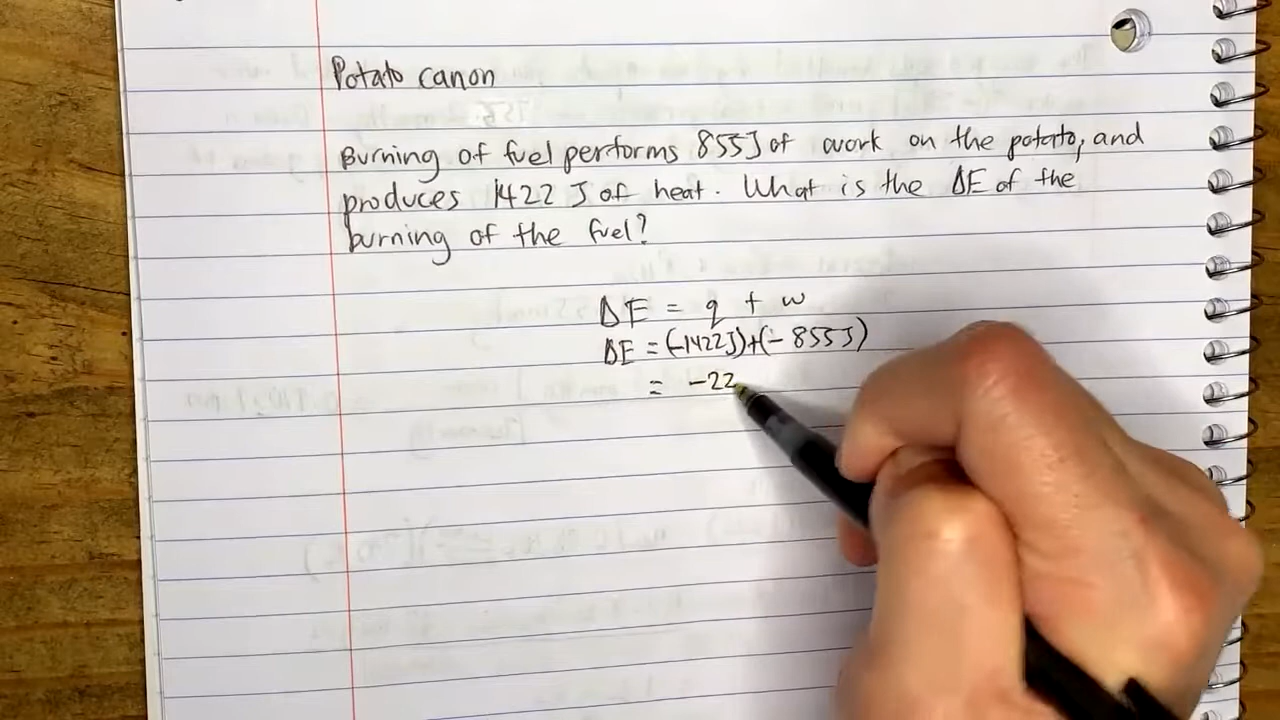 Potato canon
Burning of fuel performs 855J of work on the potato, and
produces 1422 J of heat. What is the ΔE of the
burning of the fuel?
ΔE = q + w
ΔE = (-1422J)+(- 855J)
= -22